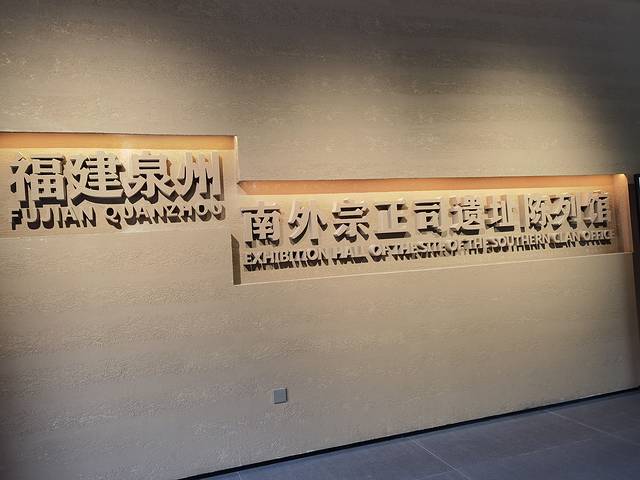 福建泉州
FUJIAN QUANZHOU
南外宗正司遗址陈列馆
EXHIBITION HALL OF THE SITE OF THE SOUTHERN CLAN OFFICE